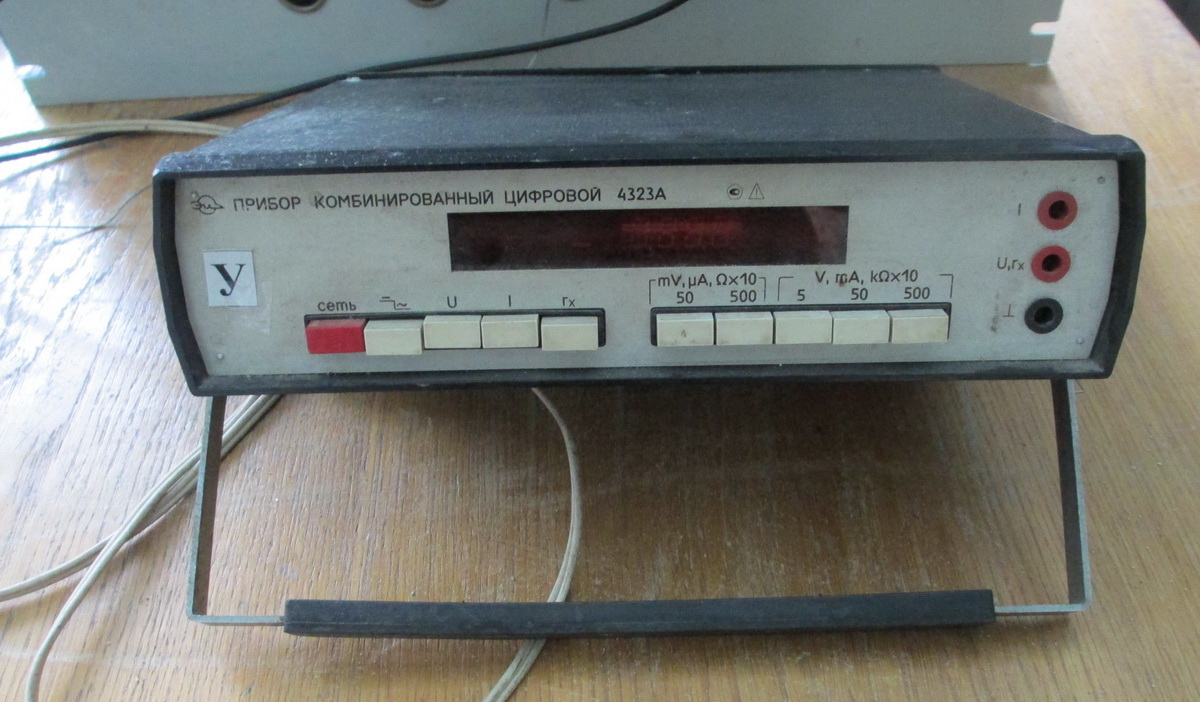 ПРИБОР КОМБИНИРОВАННЫЙ ЦИФРОВОЙ 4323А
I
U,rx
⊥
У
mV, µA, Ω×10 V, mA, kΩ×10
50 500 5 50 500
сеть U I rx